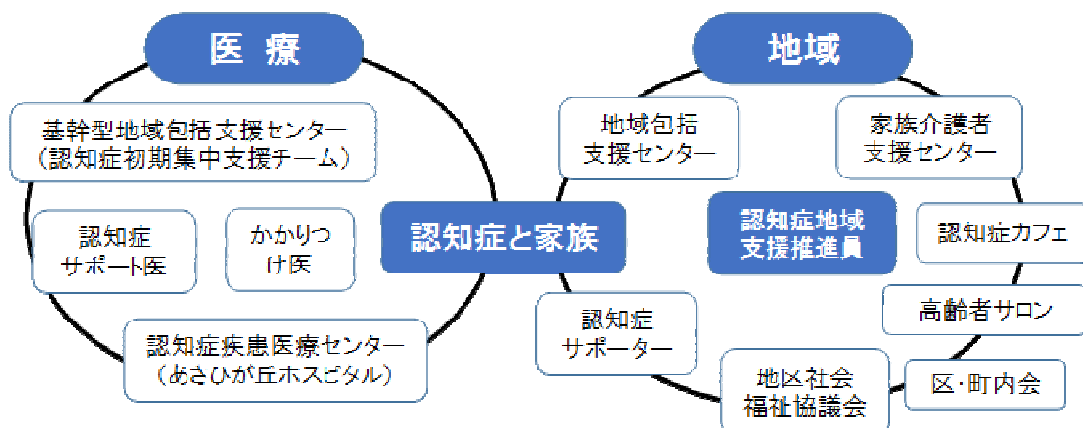 医 療
基幹型地域包括支援センター
(認知症初期集中支援チーム)
認知症
サポート医
かかりつ
け医
認知症疾患医療センター
(あさひが丘ホスピタル)
認知症と家族
地域
地域包括
支援センター
家族介護者
支援センター
認知症地域
支援推進員
認知症カフェ
高齢者サロン
認知症
サポーター
地区社会
福祉協議会
区・町内会